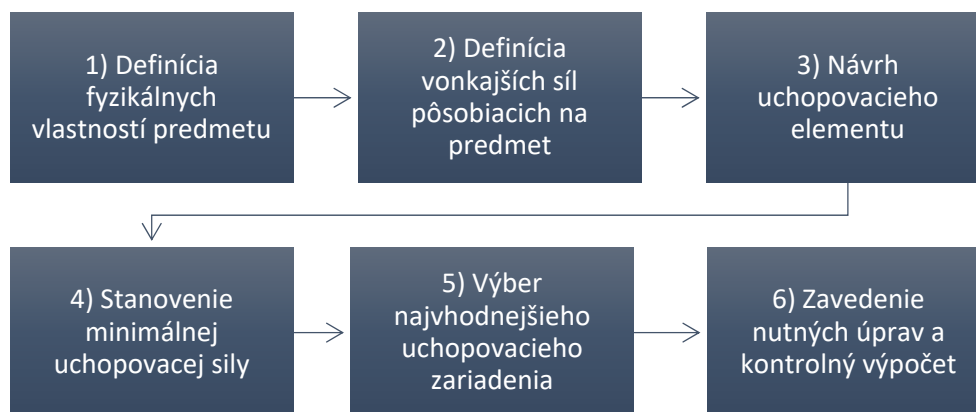 1) Definícia
fyzikálnych
vlastností predmetu
2) Definícia
vonkajších síl
pôsobiacich na
predmet
3) Návrh
uchopovacieho
elementu
4) Stanovenie
minimálnej
uchopovacej sily
5) Výber
najvhodnejšieho
uchopovacieho
zariadenia
6) Zavedenie
nutných úprav a
kontrolný výpočet